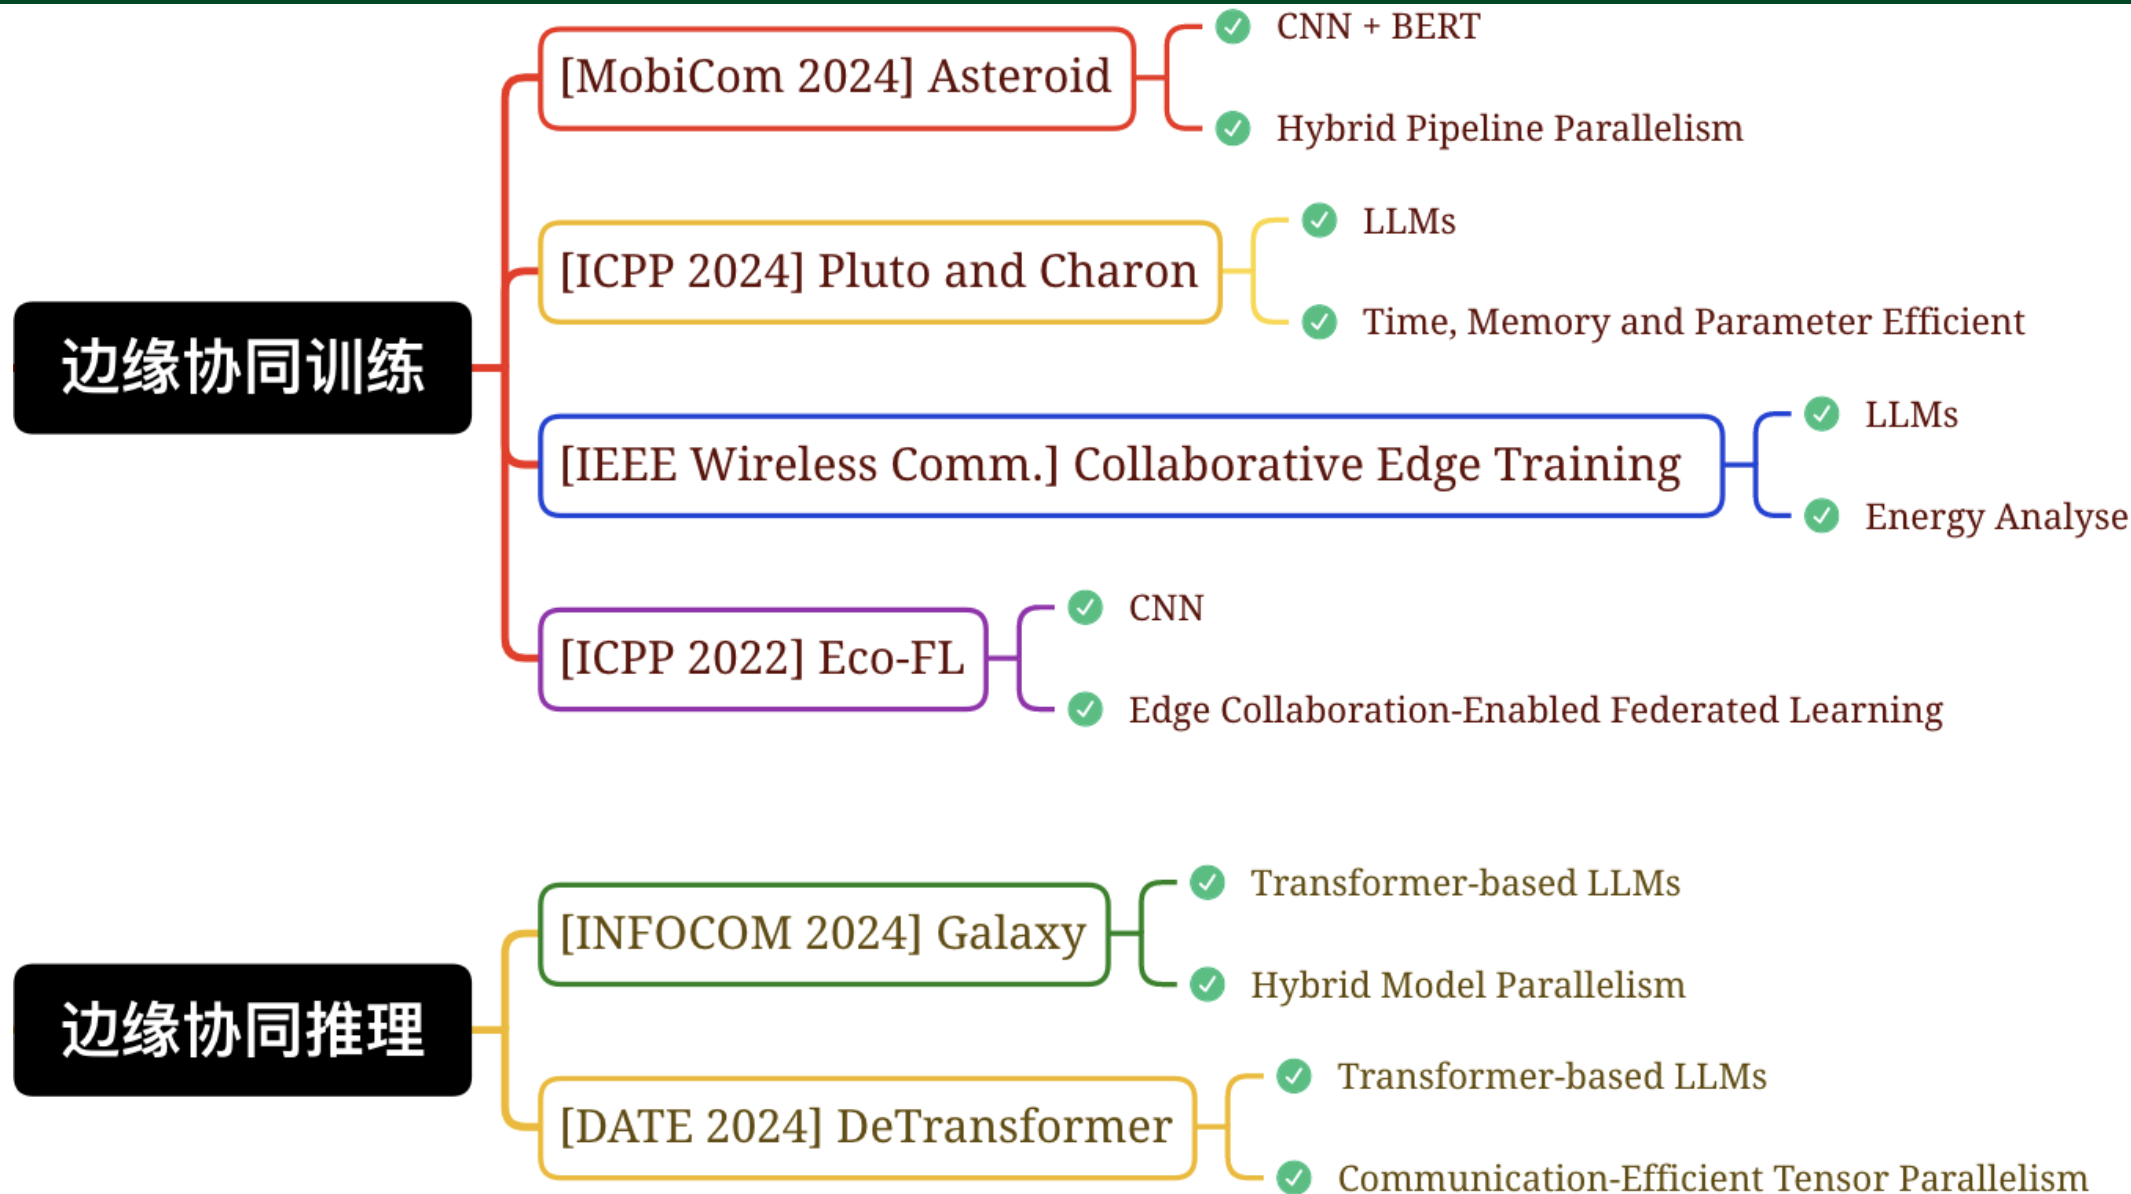 边缘协同训练
[MobiCom 2024] Asteroid
CNN + BERT
Hybrid Pipeline Parallelism
[ICPP 2024] Pluto and Charon
LLMs
Time, Memory and Parameter Efficient
[IEEE Wireless Comm.] Collaborative Edge Training
LLMs
Energy Analyse
[ICPP 2022] Eco-FL
CNN
Edge Collaboration-Enabled Federated Learning
边缘协同推理
[INFOCOM 2024] Galaxy
Transformer-based LLMs
Hybrid Model Parallelism
[DATE 2024] DeTransformer
Transformer-based LLMs
Communication-Efficient Tensor Parallelism